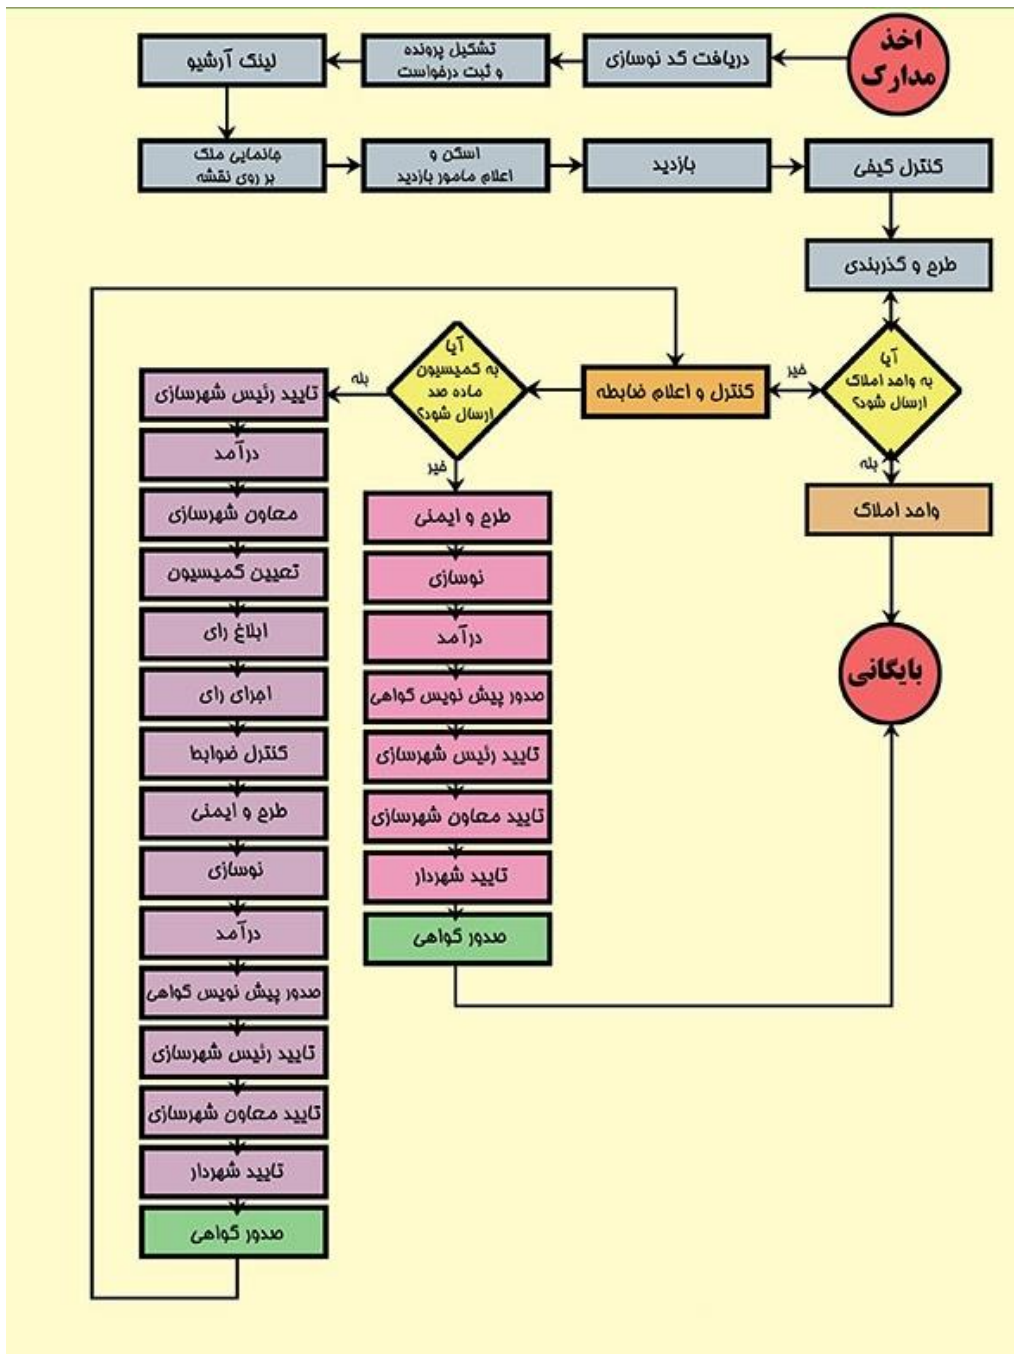 اخذ
مدارک
دریافت کد نوسازی
تشکیل پرونده
و ثبت درخواست
لینک آرشیو
جانمایی ملک
بر روی نقشه
اسکن و
اعلام مامور بازدید
بازدید
کنترل کیفی
طرح و گذربندی
آیا
به واحد املاک
ارسال شود؟
خیر
بله
واحد املاک
بایگانی
کنترل و اعلام ضابطه
آیا
به کمیسیون
ماده صد
ارسال شود؟
بله
خیر
طرح و ایمنی
نوسازی
درآمد
صدور پیش نویس گواهی
تایید رئیس شهرسازی
تایید معاون شهرسازی
تایید شهردار
صدور گواهی
تایید رئیس شهرسازی
درآمد
معاون شهرسازی
تعیین کمیسیون
ابلاغ رای
اجرای رای
کنترل ضوابط
طرح و ایمنی
نوسازی
درآمد
صدور پیش نویس گواهی
تایید رئیس شهرسازی
تایید معاون شهرسازی
تایید شهردار
صدور گواهی